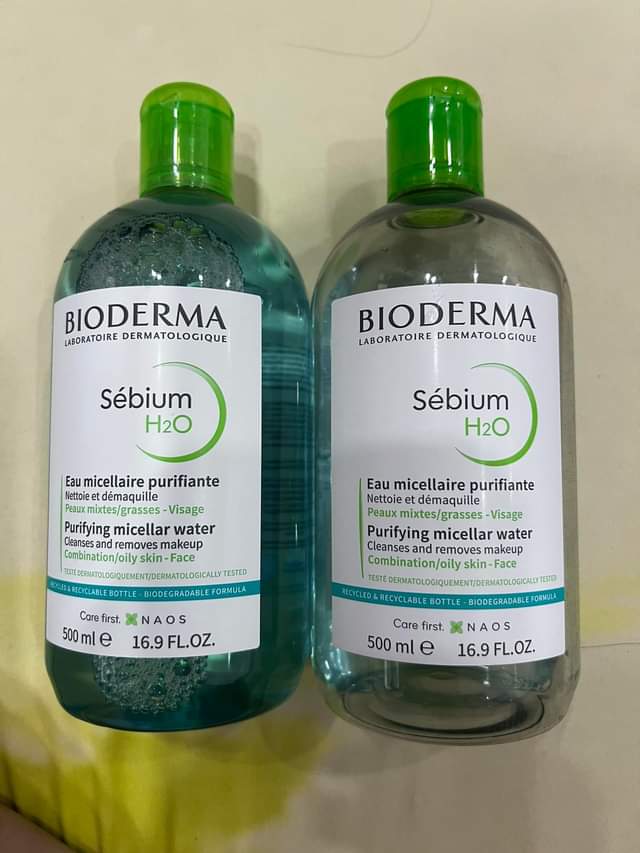 BIODERMA
LABORATOIRE DERMATOLOGIQUE
Sébium
H2O
Eau micellaire purifiante
Nettoie et démaquille
Peaux mixtes/grasses - Visage
Purifying micellar water
Cleanses and removes makeup
Combination/oily skin - Face
TESTÉ DERMATOLOGIQUEMENT/DERMATOLOGICALLY TESTED
RECYCLED & RECYCLABLE BOTTLE - BIODEGRADABLE FORMULA
Care first. NAOS
500 ml e 16.9 FL.OZ.
BIODERMA
LABORATOIRE DERMATOLOGIQUE
Sébium
H2O
Eau micellaire purifiante
Nettoie et démaquille
Peaux mixtes/grasses - Visage
Purifying micellar water
Cleanses and removes makeup
Combination/oily skin - Face
TESTÉ DERMATOLOGIQUEMENT/DERMATOLOGICALLY TESTED
RECYCLED & RECYCLABLE BOTTLE - BIODEGRADABLE FORMULA
Care first. NAOS
500 ml e 16.9 FL.OZ.